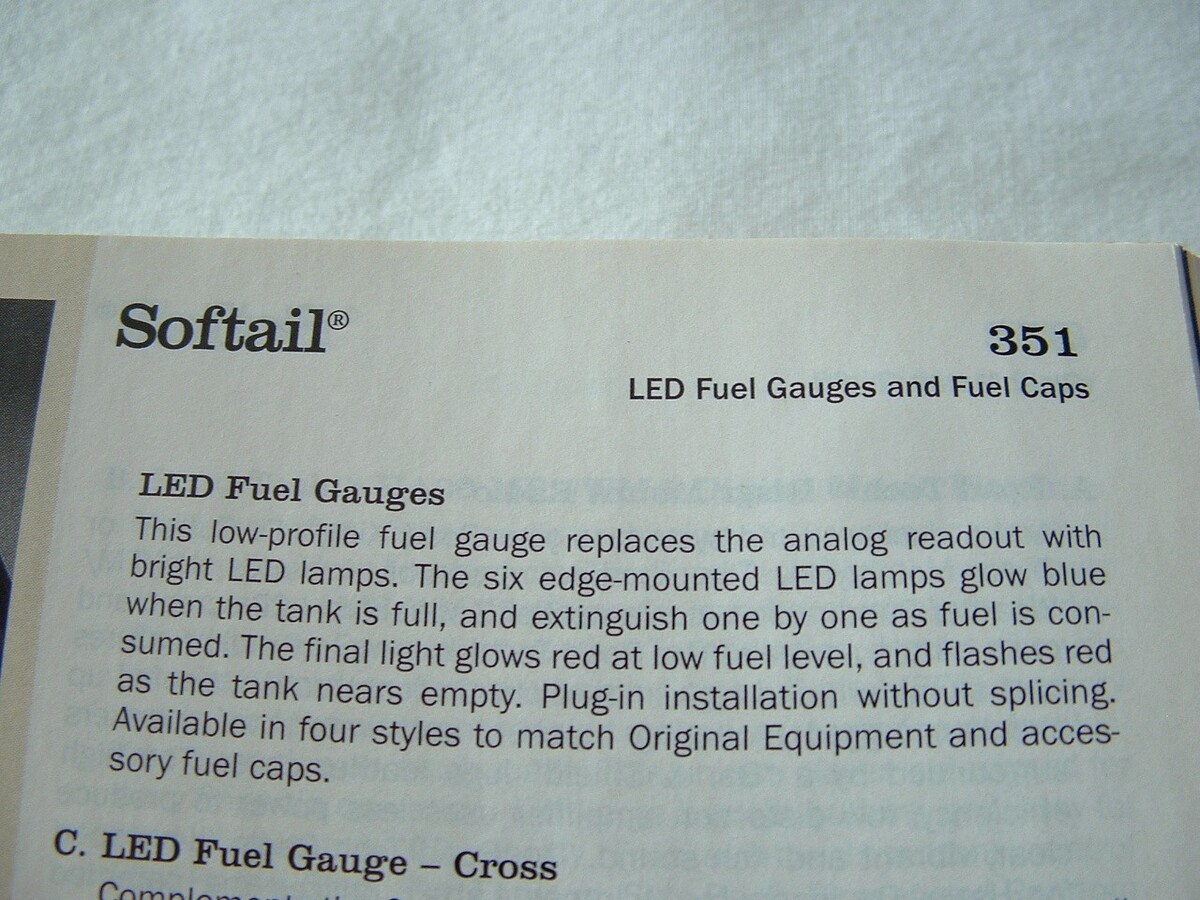 Softail®
351
LED Fuel Gauges and Fuel Caps
LED Fuel Gauges
This low-profile fuel gauge replaces the analog readout with
bright LED lamps. The six edge-mounted LED lamps glow blue
when the tank is full, and extinguish one by one as fuel is con-
sumed. The final light glows red at low fuel level, and flashes red
as the tank nears empty. Plug-in installation without splicing.
Available in four styles to match Original Equipment and acces-
sory fuel caps.
C. LED Fuel Gauge – Cross